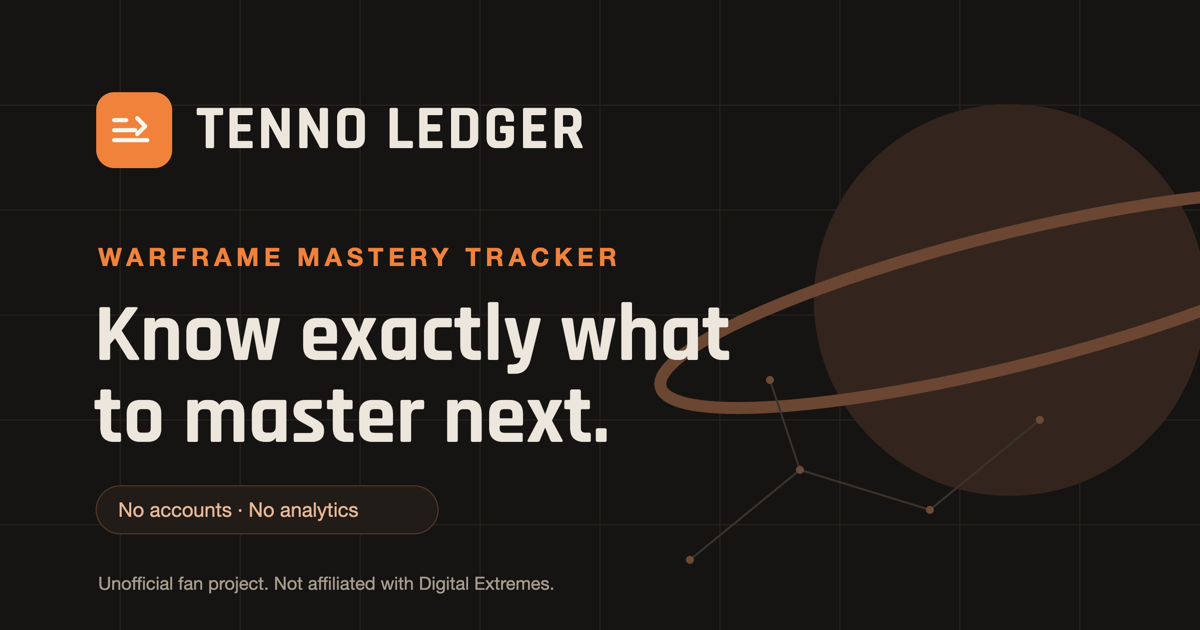 TENNO LEDGER
WARFRAME MASTERY TRACKER
Know exactly what
to master next.
No accounts · No analytics
Unofficial fan project. Not affiliated with Digital Extremes.